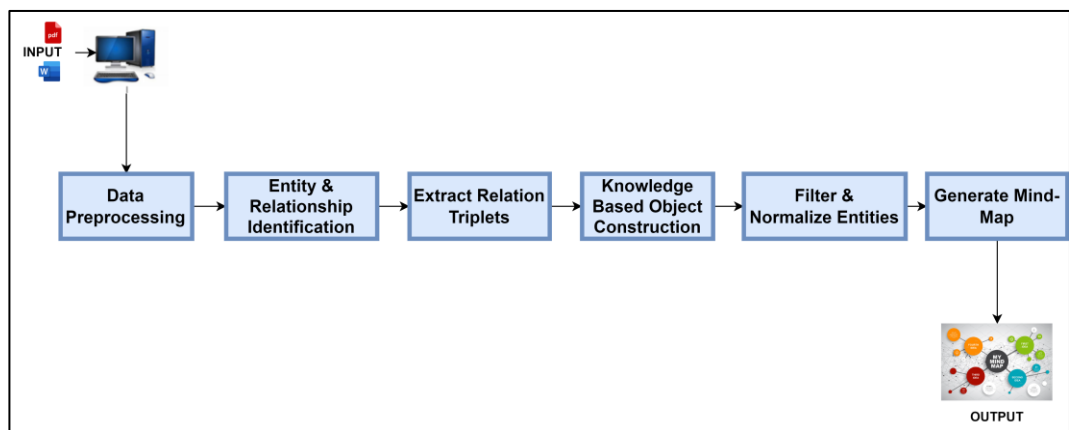 pdf
INPUT
W
Data
Preprocessing
Entity &
Relationship
Identification
Extract Relation
Triplets
Knowledge
Based Object
Construction
Filter &
Normalize Entities
Generate Mind-
Map
MY
MIND
MAP
OUTPUT